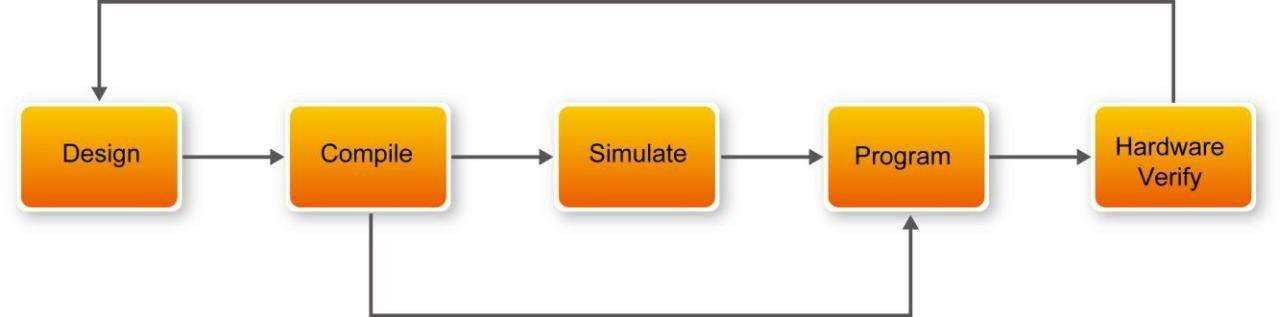 Design
Compile
Simulate
Program
Hardware
Verify